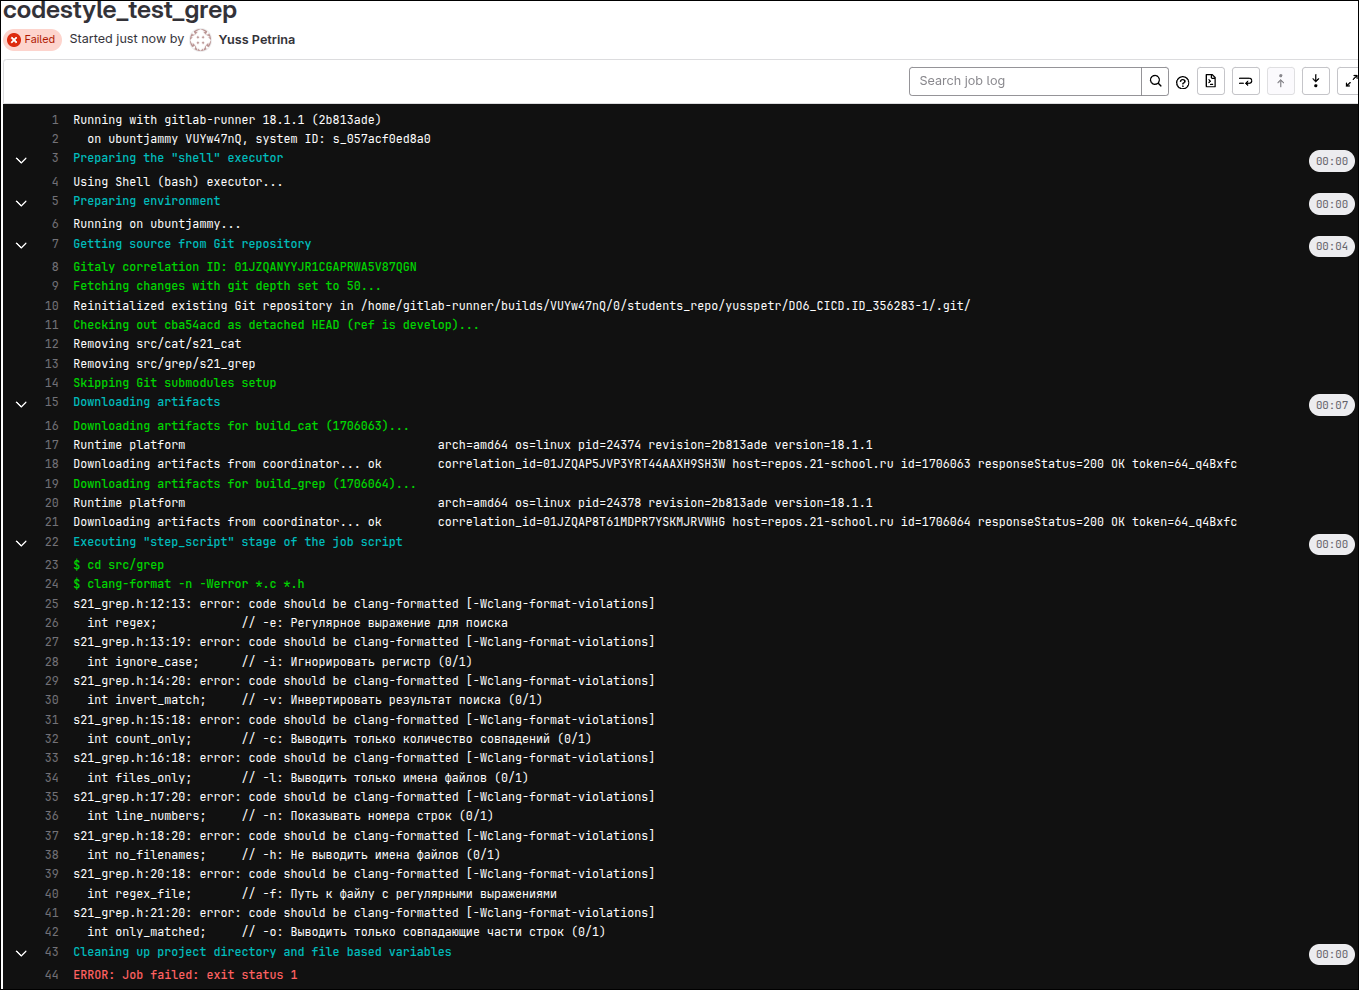 codestyle_test_grep
Failed Started just now by Yuss Petrina
Search job log
1 Running with gitlab-runner 18.1.1 (2b813ade)
2 on ubuntjammy VUYw47nQ, system ID: s_057acf0ed8a0
3 Preparing the "shell" executor 00:00
4 Using Shell (bash) executor...
5 Preparing environment 00:00
6 Running on ubuntjammy...
7 Getting source from Git repository 00:04
8 Gitaly correlation ID: 01JZQANYYJR1CGAPRWA5V87QGN
9 Fetching changes with git depth set to 50...
10 Reinitialized existing Git repository in /home/gitlab-runner/builds/VUYw47nQ/0/students_repo/yusspetr/DO6_CICD.ID_356283-1/.git/
11 Checking out cba54acd as detached HEAD (ref is develop)...
12 Removing src/cat/s21_cat
13 Removing src/grep/s21_grep
14 Skipping Git submodules setup
15 Downloading artifacts 00:07
16 Downloading artifacts for build_cat (1706063)...
17 Runtime platform arch=amd64 os=linux pid=24374 revision=2b813ade version=18.1.1
18 Downloading artifacts from coordinator... ok correlation_id=01JZQAP5JVP3YRT44AAXH9SH3W host=repos.21-school.ru id=1706063 responseStatus=200 OK token=64_q4Bxfc
19 Downloading artifacts for build_grep (1706064)...
20 Runtime platform arch=amd64 os=linux pid=24378 revision=2b813ade version=18.1.1
21 Downloading artifacts from coordinator... ok correlation_id=01JZQAP8T61MDPR7YSKMJRVWHG host=repos.21-school.ru id=1706064 responseStatus=200 OK token=64_q4Bxfc
22 Executing "step_script" stage of the job script 00:00
23 $ cd src/grep
24 $ clang-format -n -Werror *.c *.h
25 s21_grep.h:12:13: error: code should be clang-formatted [-Wclang-format-violations]
26 int regex; // -e: Регулярное выражение для поиска
27 s21_grep.h:13:19: error: code should be clang-formatted [-Wclang-format-violations]
28 int ignore_case; // -i: Игнорировать регистр (0/1)
29 s21_grep.h:14:20: error: code should be clang-formatted [-Wclang-format-violations]
30 int invert_match; // -v: Инвертировать результат поиска (0/1)
31 s21_grep.h:15:18: error: code should be clang-formatted [-Wclang-format-violations]
32 int count_only; // -c: Выводить только количество совпадений (0/1)
33 s21_grep.h:16:18: error: code should be clang-formatted [-Wclang-format-violations]
34 int files_only; // -l: Выводить только имена файлов (0/1)
35 s21_grep.h:17:20: error: code should be clang-formatted [-Wclang-format-violations]
36 int line_numbers; // -n: Показывать номера строк (0/1)
37 s21_grep.h:18:20: error: code should be clang-formatted [-Wclang-format-violations]
38 int no_filenames; // -h: Не выводить имена файлов (0/1)
39 s21_grep.h:20:18: error: code should be clang-formatted [-Wclang-format-violations]
40 int regex_file; // -f: Путь к файлу с регулярными выражениями
41 s21_grep.h:21:20: error: code should be clang-formatted [-Wclang-format-violations]
42 int only_matched; // -o: Выводить только совпадающие части строк (0/1)
43 Cleaning up project directory and file based variables 00:00
44 ERROR: Job failed: exit status 1